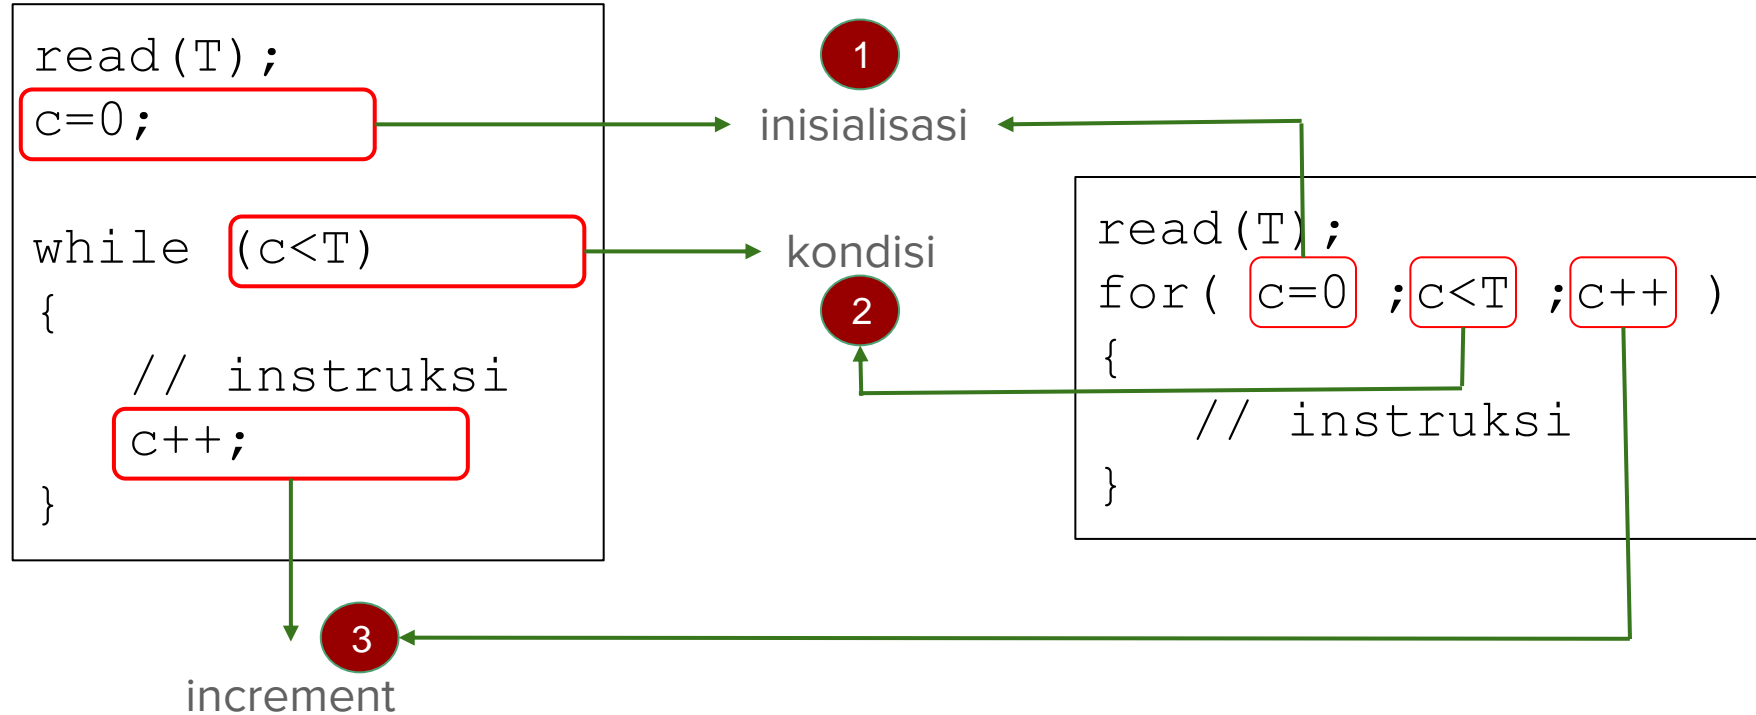 read(T);
c=0;
while (c<T)
{
// instruksi
c++;
}
1
inisialisasi
kondisi
2
3
increment
read(T);
for( c=0 ;c<T ;c++ )
{
// instruksi
}